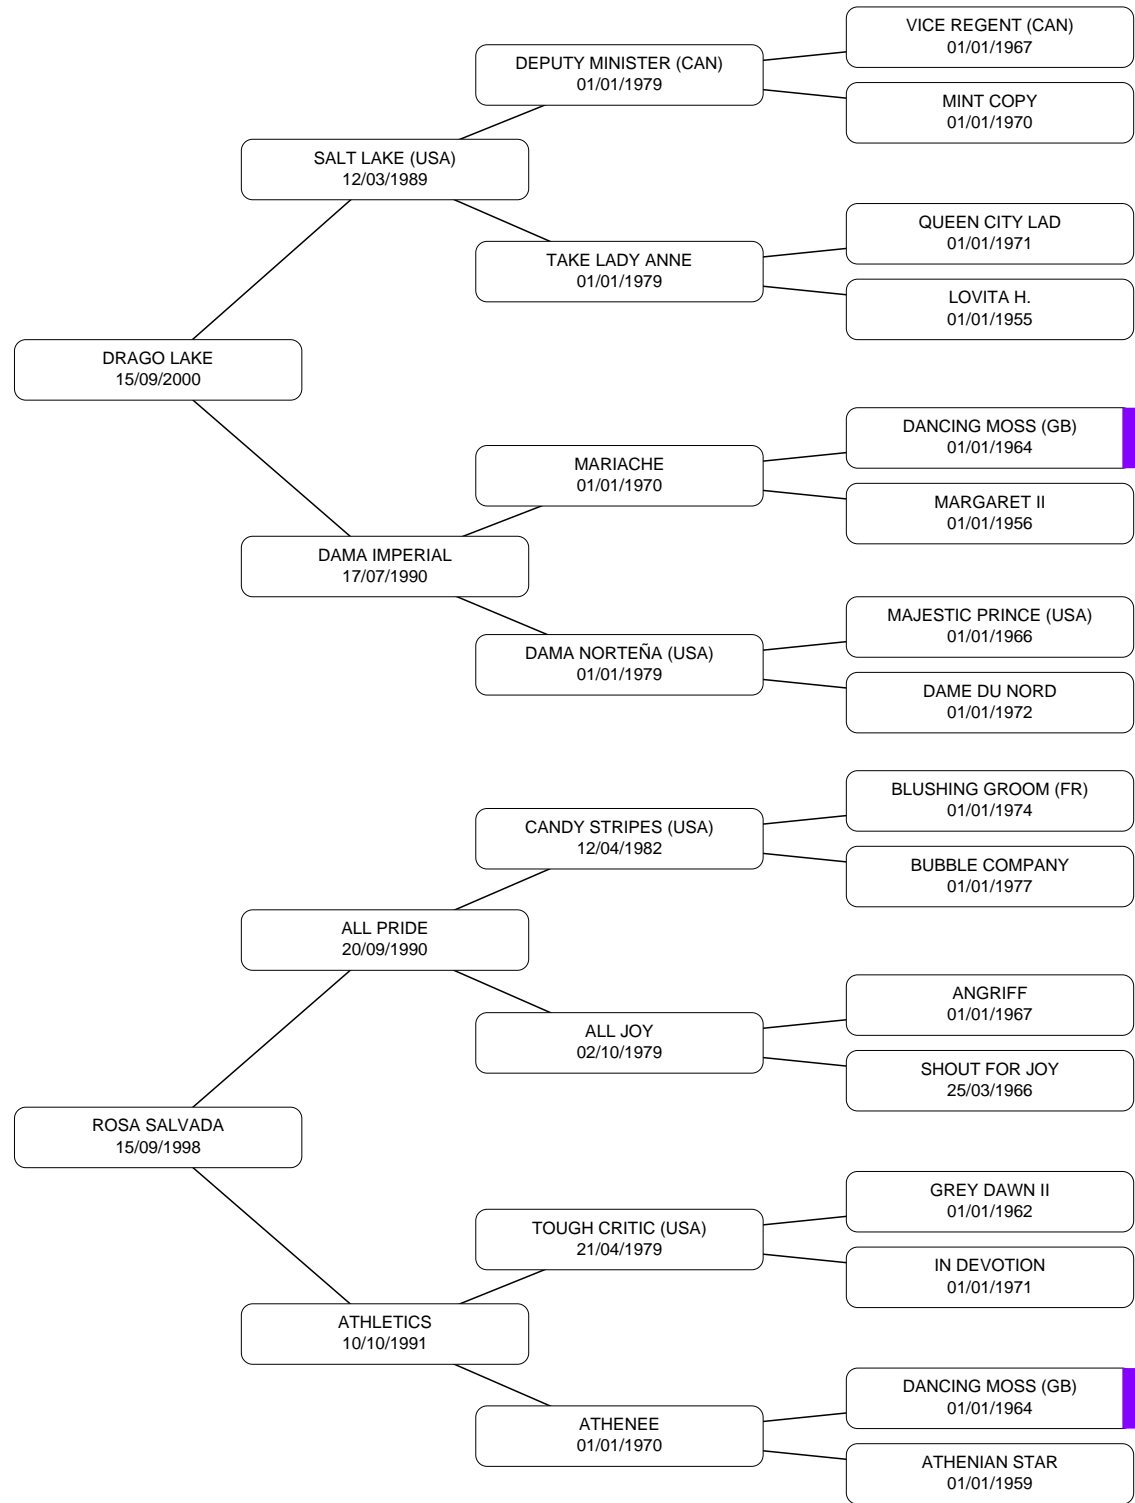 VICE REGENT (CAN)
01/01/1967
DEPUTY MINISTER (CAN)
01/01/1979
MINT COPY
01/01/1970
SALT LAKE (USA)
12/03/1989
QUEEN CITY LAD
01/01/1971
TAKE LADY ANNE
01/01/1979
LOVITA H.
01/01/1955
DRAGO LAKE
15/09/2000
DANCING MOSS (GB)
01/01/1964
MARIACHE
01/01/1970
MARGARET II
01/01/1956
DAMA IMPERIAL
17/07/1990
MAJESTIC PRINCE (USA)
01/01/1966
DAMA NORTEÑA (USA)
01/01/1979
DAME DU NORD
01/01/1972
BLUSHING GROOM (FR)
01/01/1974
CANDY STRIPES (USA)
12/04/1982
BUBBLE COMPANY
01/01/1977
ALL PRIDE
20/09/1990
ANGRIFF
01/01/1967
ALL JOY
02/10/1979
SHOUT FOR JOY
25/03/1966
ROSA SALVADA
15/09/1998
GREY DAWN II
01/01/1962
TOUGH CRITIC (USA)
21/04/1979
IN DEVOTION
01/01/1971
ATHLETICS
10/10/1991
DANCING MOSS (GB)
01/01/1964
ATHENEE
01/01/1970
ATHENIAN STAR
01/01/1959